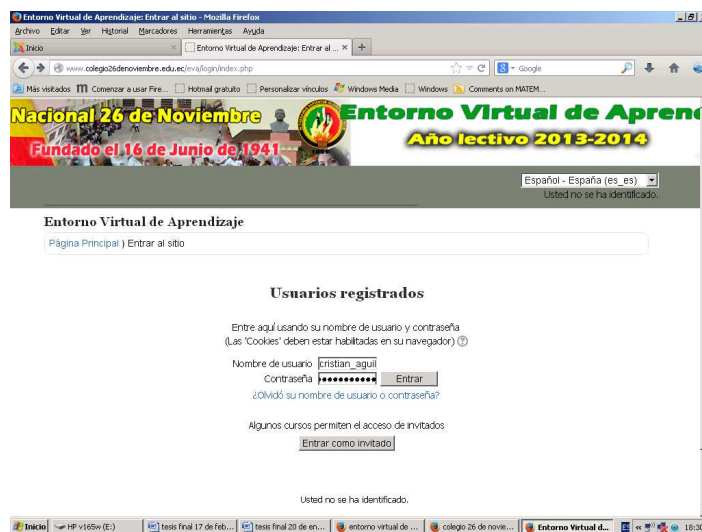 Entorno Virtual de Aprendizaje: Entrar al sitio - Mozilla Firefox
Archivo Editar Ver Historial Marcadores Herramientas Ayuda
Inicio Entorno Virtual de Aprendizaje: Entrar al ...
www.colegio26denoviembre.edu.ec/eva/login/index.php Google
Más visitados Comenzar a usar Fire... Hotmail gratuito Personalizar vínculos Windows Media Windows Comments on MATEM...
Nacional 26 de Noviembre Entorno Virtual de Apren
Fundado el 16 de Junio de 1941 Año lectivo 2013-2014
Español - España (es_es)
Usted no se ha identificado.
Entorno Virtual de Aprendizaje
Página Principal ) Entrar al sitio
Usuarios registrados
Entre aquí usando su nombre de usuario y contraseña
(Las 'Cookies' deben estar habilitadas en su navegador)
Nombre de usuario cristian_aguil
Contraseña Entrar
¿Olvidó su nombre de usuario o contraseña?
Algunos cursos permiten el acceso de invitados
Entrar como invitado
Usted no se ha identificado.
Inicio HP v165w (E:) tesis final 17 de feb... tesis final 20 de en... entorno virtual de ... colegio 26 de novie... Entorno Virtual d... ES 18:30